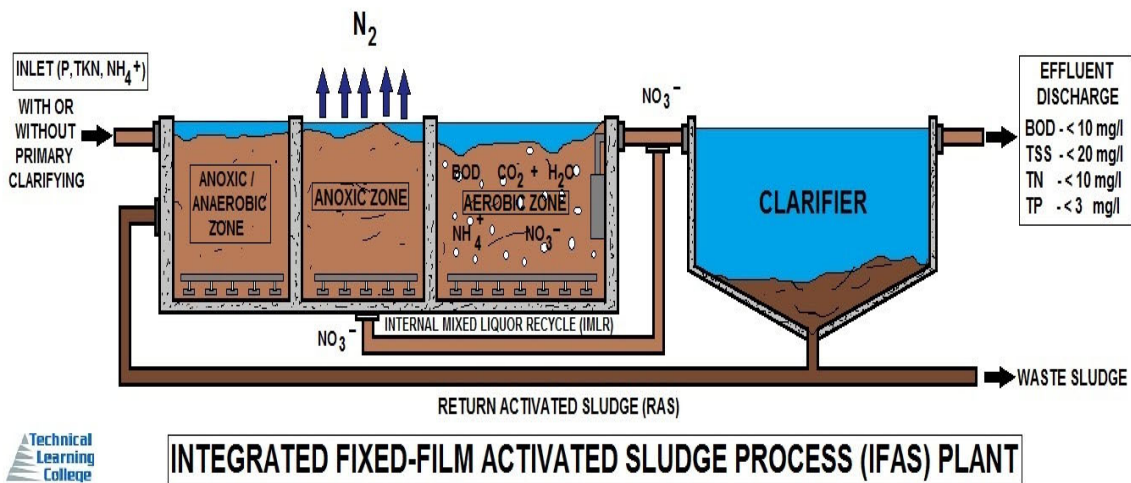 N₂
INLET (P,TKN, NH₄⁺)
WITH OR
WITHOUT
PRIMARY
CLARIFYING
ANOXIC /
ANAEROBIC
ZONE
ANOXIC ZONE
BOD CO₂ + H₂O
AEROBIC ZONE
NH₄⁺ NO₃⁻
NO₃⁻
CLARIFIER
EFFLUENT
DISCHARGE
BOD - < 10 mg/l
TSS - < 20 mg/l
TN - < 10 mg/l
TP - < 3 mg/l
NO₃⁻
INTERNAL MIXED LIQUOR RECYCLE (IMLR)
WASTE SLUDGE
RETURN ACTIVATED SLUDGE (RAS)
Technical
Learning
College
INTEGRATED FIXED-FILM ACTIVATED SLUDGE PROCESS (IFAS) PLANT